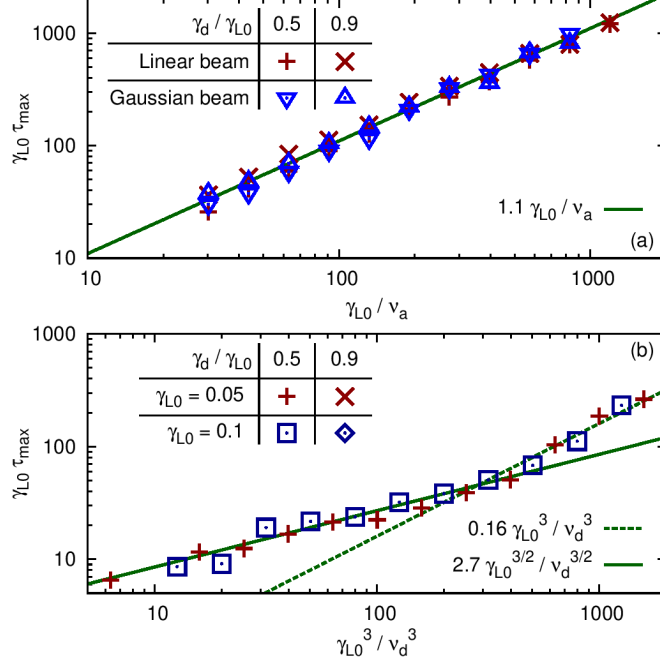 γd / γL0 0.5 0.9
Linear beam
Gaussian beam
1000
100
10
γL0 τmax
1.1 γL0 / νa
(a)
10 100 1000
γL0 / νa
γd / γL0 0.5 0.9
γL0 = 0.05
γL0 = 0.1
(b)
1000
100
10
γL0 τmax
0.16 γL0³ / νd³
2.7 γL0^3/2 / νd^3/2
10 100 1000
γL0³ / νd³